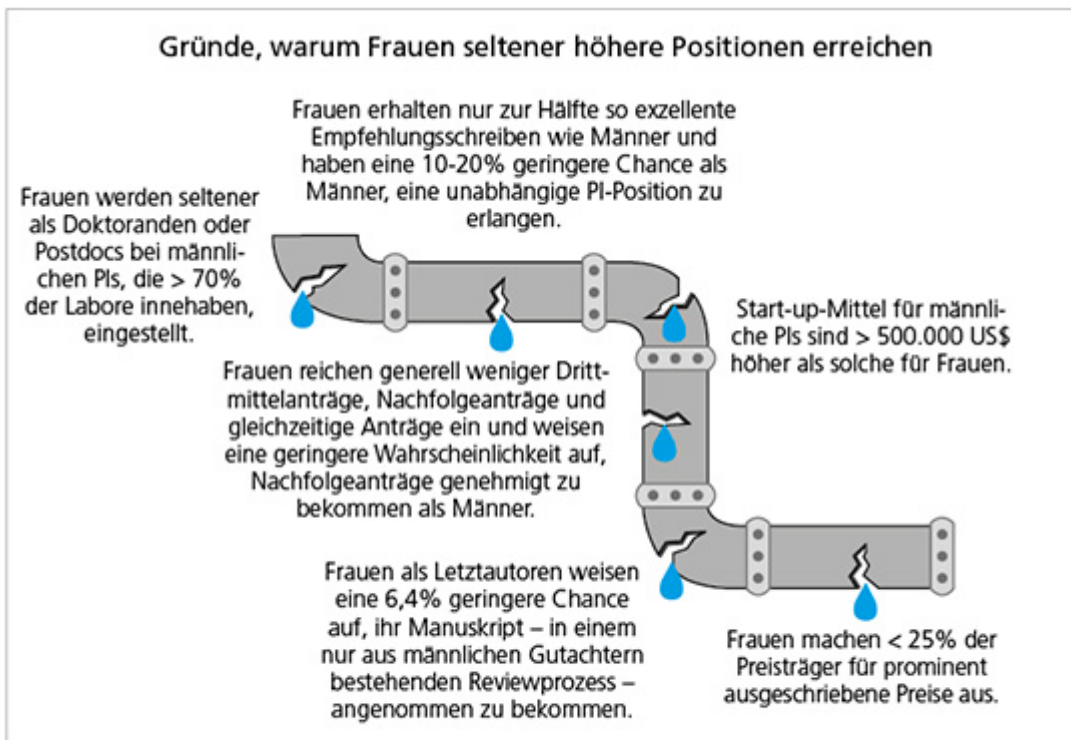 Gründe, warum Frauen seltener höhere Positionen erreichen
Frauen erhalten nur zur Hälfte so exzellente
Empfehlungsschreiben wie Männer und
haben eine 10-20% geringere Chance als
Männer, eine unabhängige PI-Position zu
erlangen.
Frauen werden seltener
als Doktoranden oder
Postdocs bei männli-
chen PIs, die > 70%
der Labore innehaben,
eingestellt.
Start-up-Mittel für männli-
che PIs sind > 500.000 US$
höher als solche für Frauen.
Frauen reichen generell weniger Dritt-
mittelanträge, Nachfolgeanträge und
gleichzeitige Anträge ein und weisen
eine geringere Wahrscheinlichkeit auf,
Nachfolgeanträge genehmigt zu
bekommen als Männer.
Frauen als Letztautoren weisen
eine 6,4% geringere Chance
auf, ihr Manuskript – in einem
nur aus männlichen Gutachtern
bestehenden Reviewprozess –
angenommen zu bekommen.
Frauen machen < 25% der
Preisträger für prominent
ausgeschriebene Preise aus.